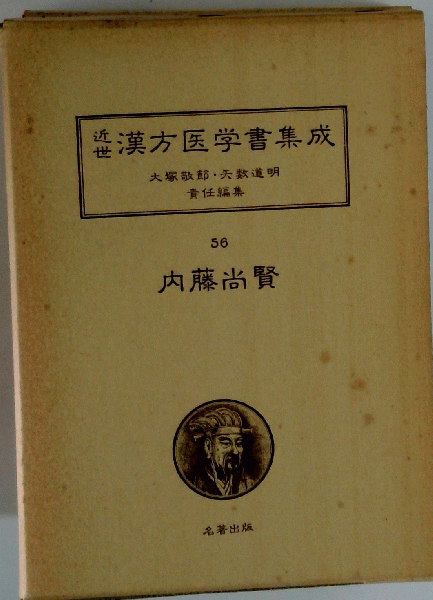 近世漢方医学書集成
大塚敬節・矢数道明
責任編集
56
内藤尚賢
名著出版